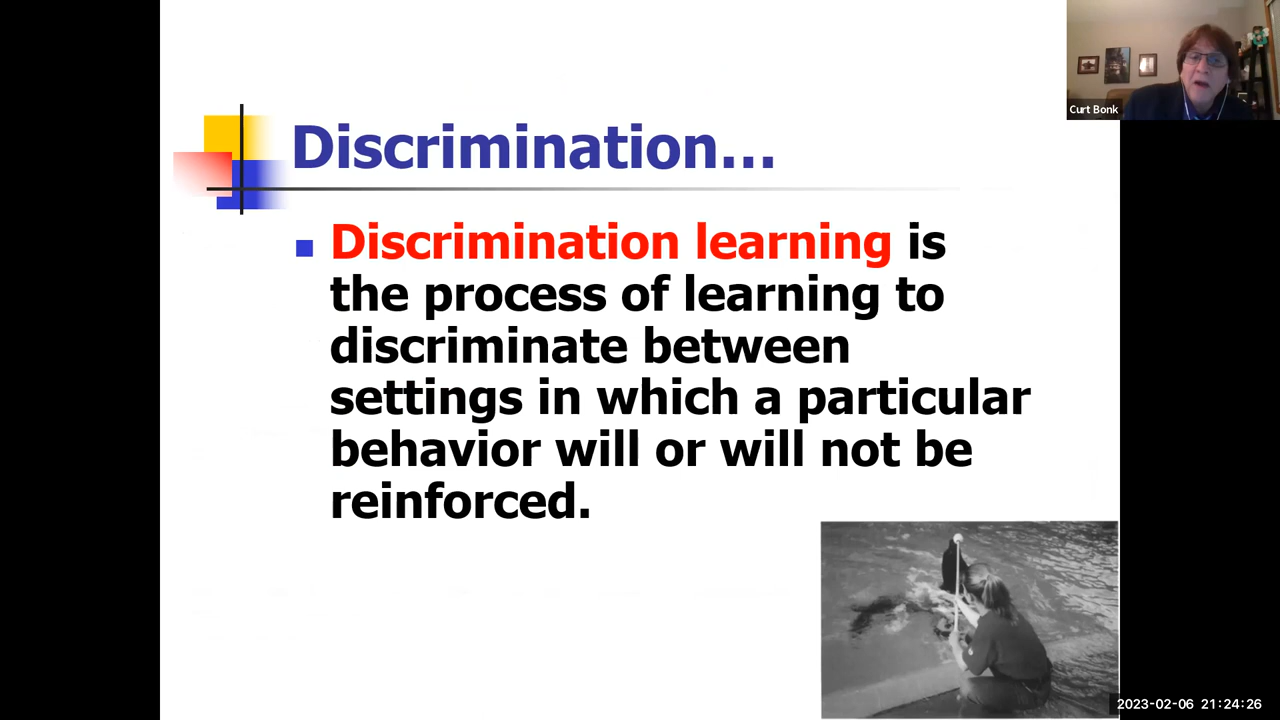 Curt Bonk
Discrimination...
Discrimination learning is
the process of learning to
discriminate between
settings in which a particular
behavior will or will not be
reinforced.
2023-02-06 21:24:26